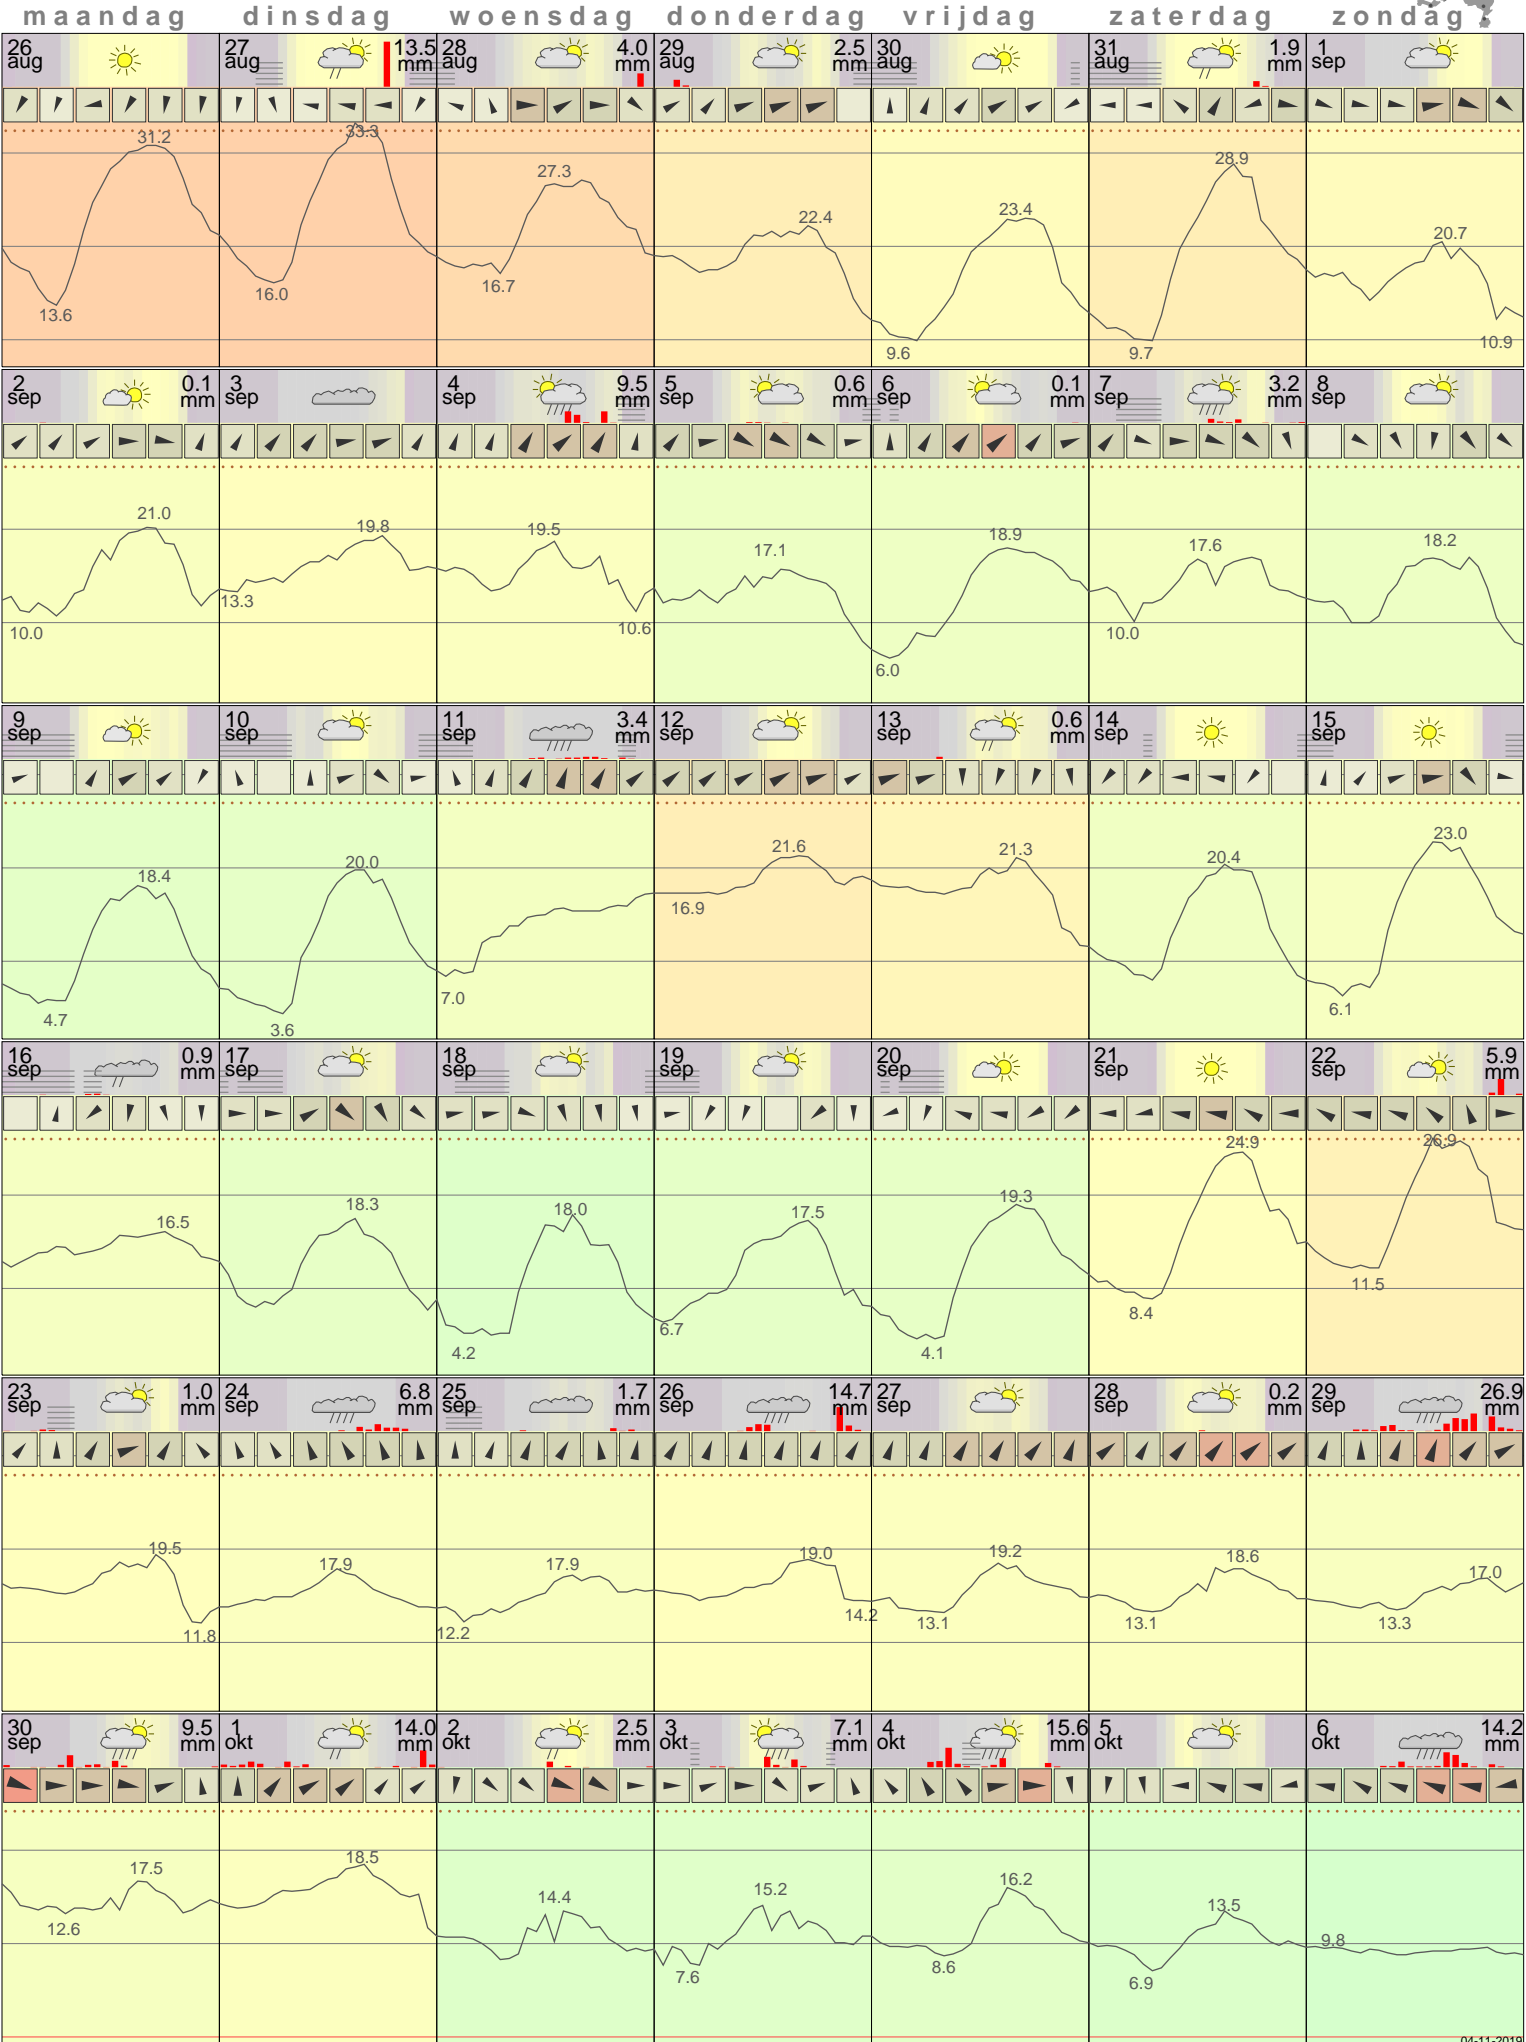 maandag dinsdag woensdag donderdag vrijdag zaterdag zondag
26 27 13.5 28 4.0 29 2.5 30 31 1.9 1
aug aug mm aug mm aug mm aug aug mm sep
31.2 33.3 27.3 22.4 23.4 28.9 20.7
13.6 16.0 16.7 9.6 9.7 10.9
2 0.1 3 4 9.5 5 0.6 6 0.1 7 3.2 8
sep mm sep sep mm sep mm sep mm sep mm sep
21.0 19.8 19.5 17.1 18.9 17.6 18.2
10.0 13.3 10.6 6.0 10.0
9 10 11 3.4 12 13 0.6 14 15
sep sep sep mm sep sep mm sep sep
18.4 20.0 21.6 21.3 20.4 23.0
4.7 3.6 7.0 16.9 6.1
16 0.9 17 18 19 20 21 22 5.9
sep mm sep sep sep sep sep sep mm
16.5 18.3 18.0 17.5 19.3 24.9 26.9
4.2 6.7 4.1 8.4 11.5
23 1.0 24 6.8 25 1.7 26 14.7 27 28 0.2 29 26.9
sep mm sep mm sep mm sep mm sep sep mm sep mm
19.5 17.9 17.9 19.0 19.2 18.6 17.0
11.8 12.2 14.2 13.1 13.1 13.3
30 9.5 1 14.0 2 2.5 3 7.1 4 15.6 5 6 14.2
sep mm okt mm okt mm okt mm okt mm okt okt mm
17.5 18.5 14.4 15.2 16.2 13.5 9.8
12.6 7.6 8.6 6.9
04-11-2019